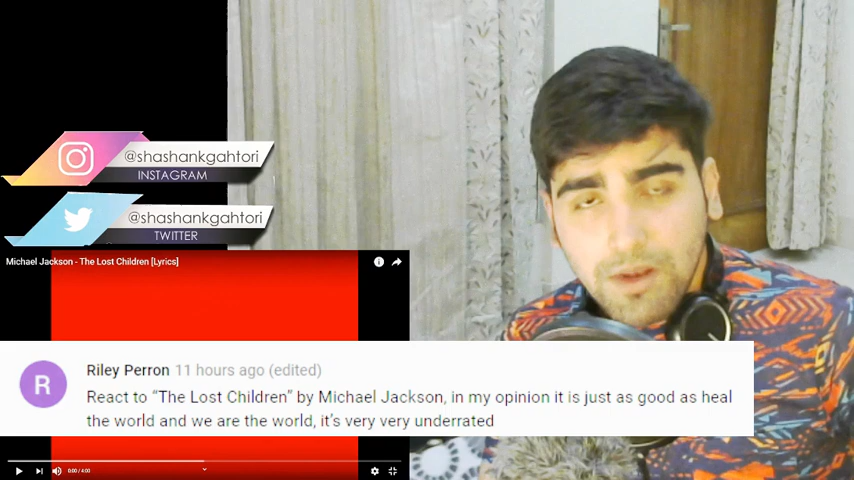 @shashankgahtori
INSTAGRAM
@shashankgahtori
TWITTER
Michael Jackson - The Lost Children [Lyrics]
R
Riley Perron 11 hours ago (edited)
React to “The Lost Children” by Michael Jackson, in my opinion it is just as good as heal
the world and we are the world, it’s very very underrated
0:00 / 4:00